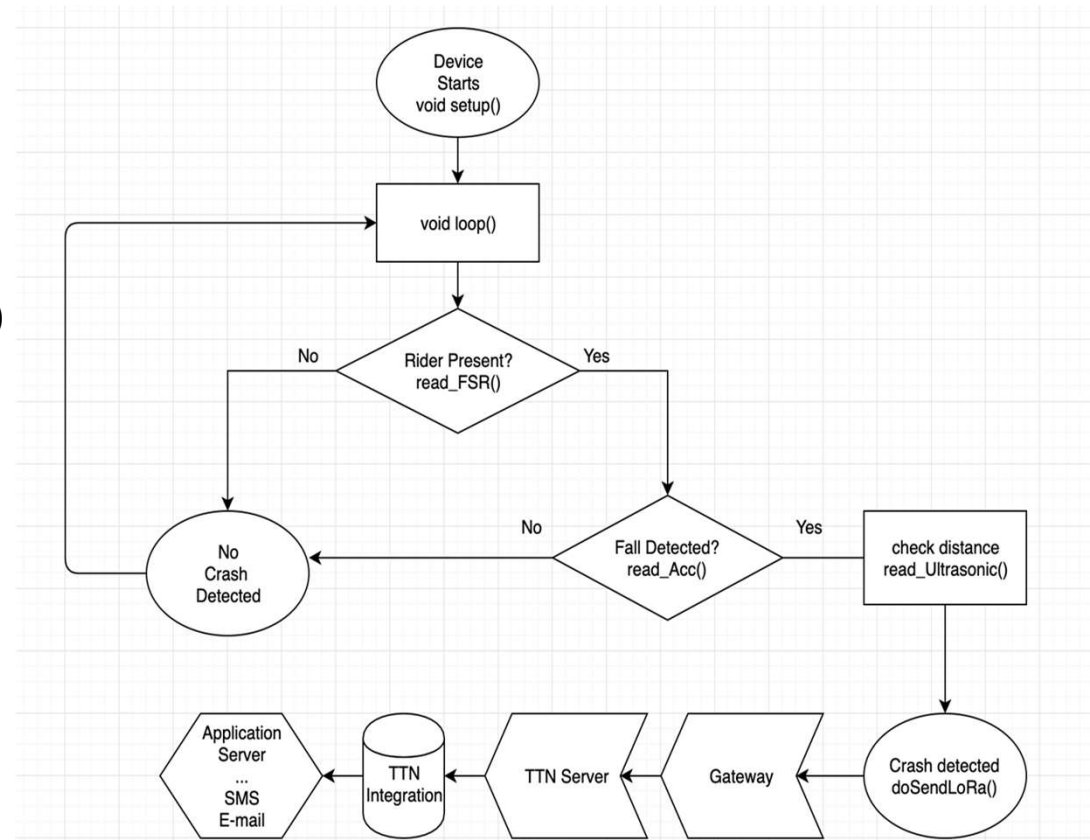 Device
Starts
void setup()
void loop()
)
No
Rider Present?
read_FSR()
Yes
No
Crash
Detected
No
Fall Detected?
read_Acc()
Yes
check distance
read_Ultrasonic()
Application
Server
...
SMS
E-mail
TTN
Integration
TTN Server
Gateway
Crash detected
doSendLoRa()